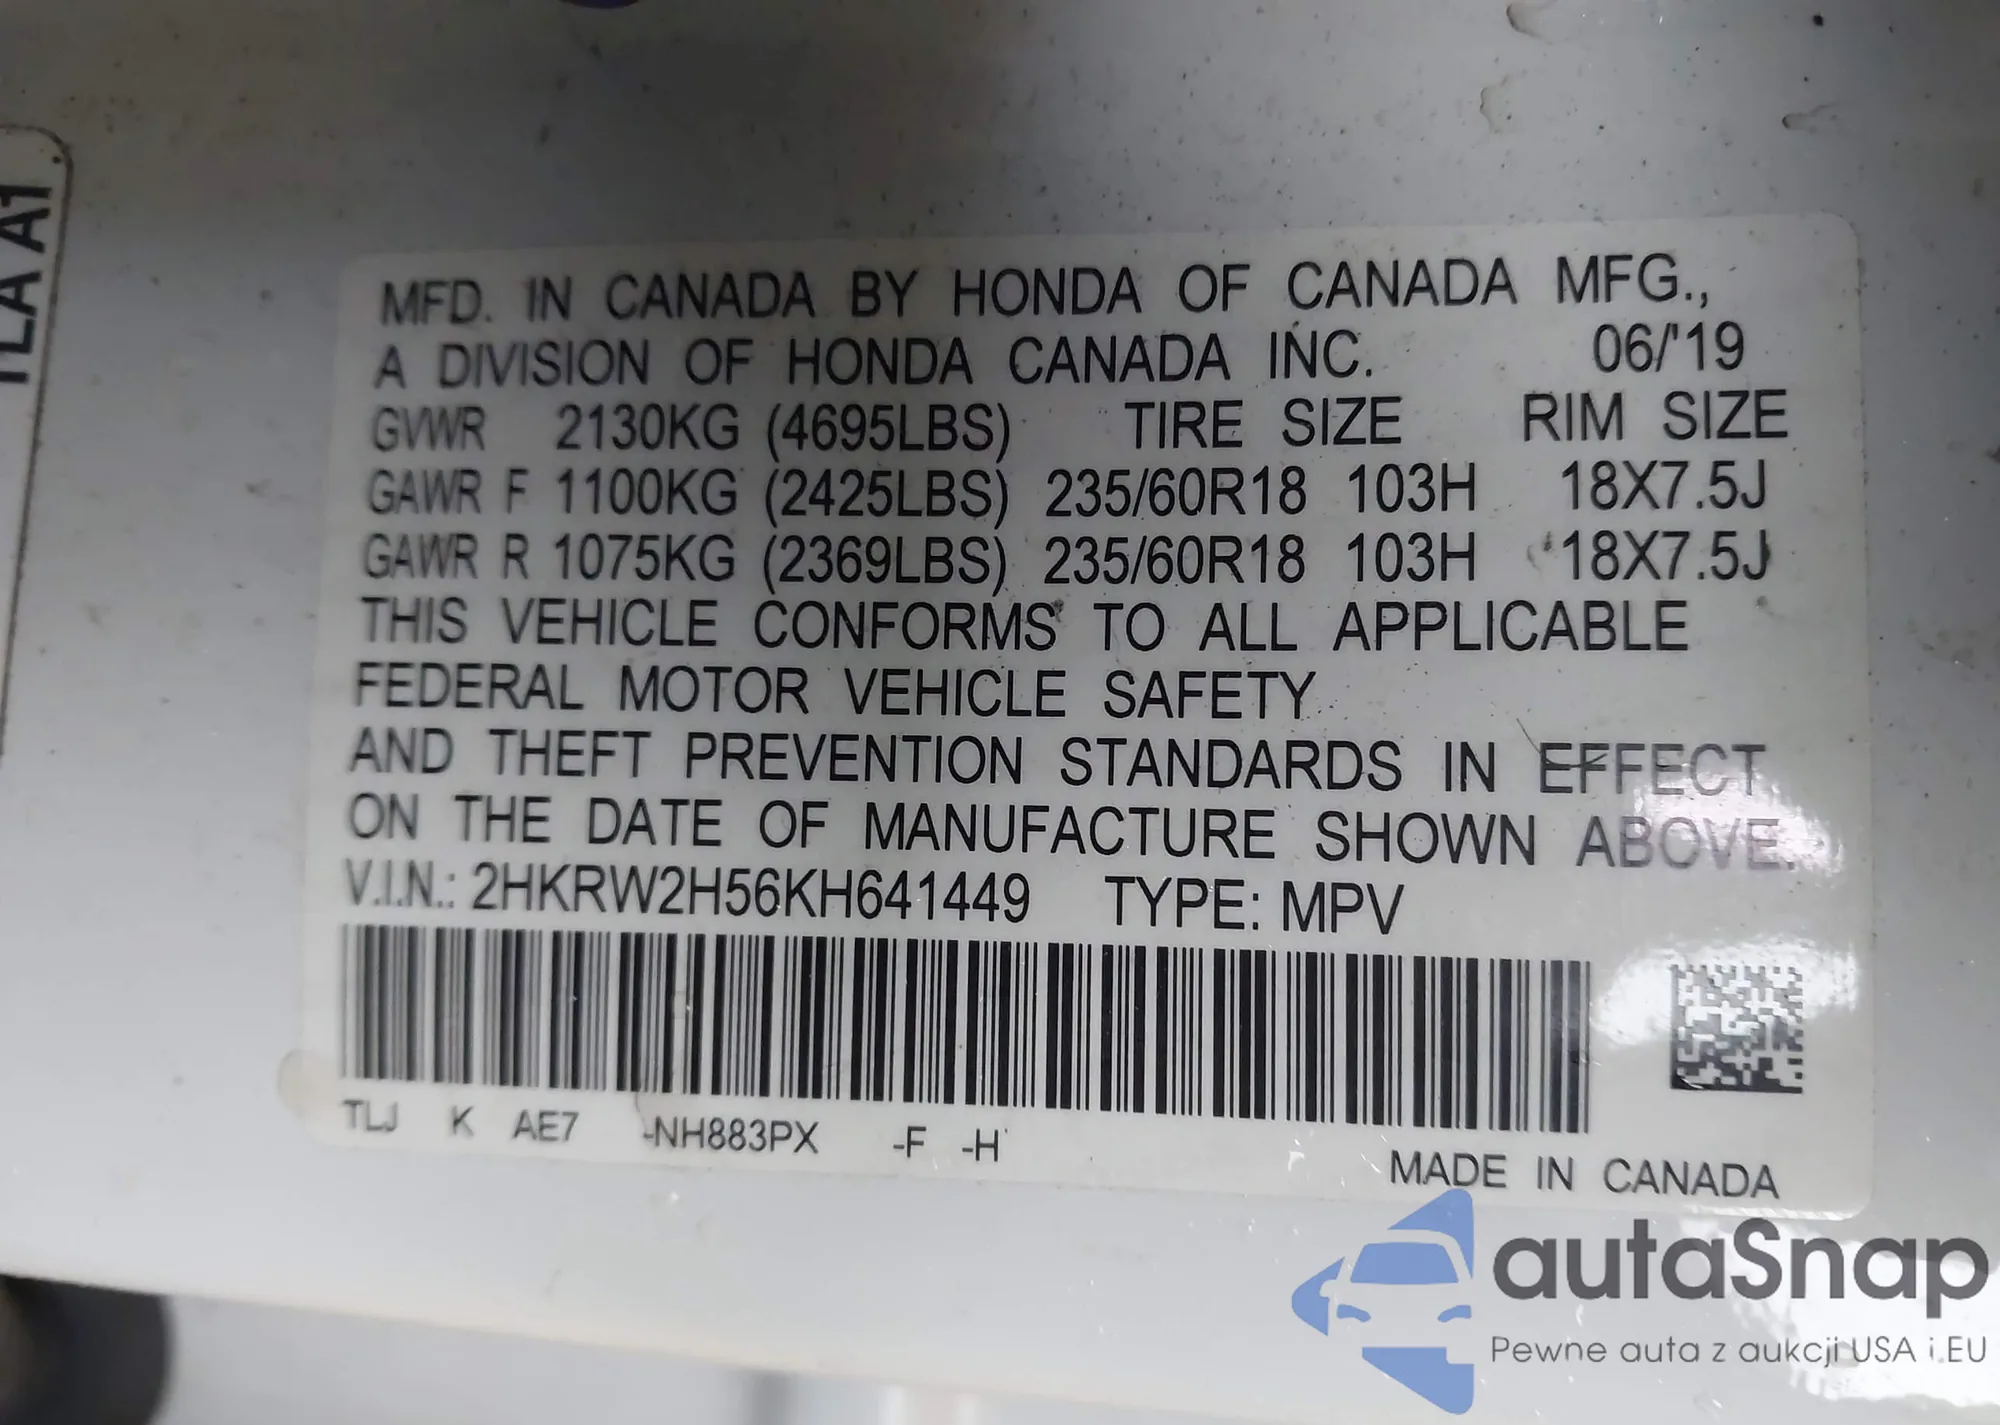 TLA A1
MFD. IN CANADA BY HONDA OF CANADA MFG.,
A DIVISION OF HONDA CANADA INC. 06/'19
GVWR 2130KG (4695LBS) TIRE SIZE RIM SIZE
GAWR F 1100KG (2425LBS) 235/60R18 103H 18X7.5J
GAWR R 1075KG (2369LBS) 235/60R18 103H 18X7.5J
THIS VEHICLE CONFORMS TO ALL APPLICABLE
FEDERAL MOTOR VEHICLE SAFETY
AND THEFT PREVENTION STANDARDS IN EFFECT
ON THE DATE OF MANUFACTURE SHOWN ABOVE.
V.I.N.: 2HKRW2H56KH641449 TYPE: MPV
TLJ K AE7 -NH883PX -F -H
MADE IN CANADA
autaSnap
Pewne auta z aukcji USA i EU